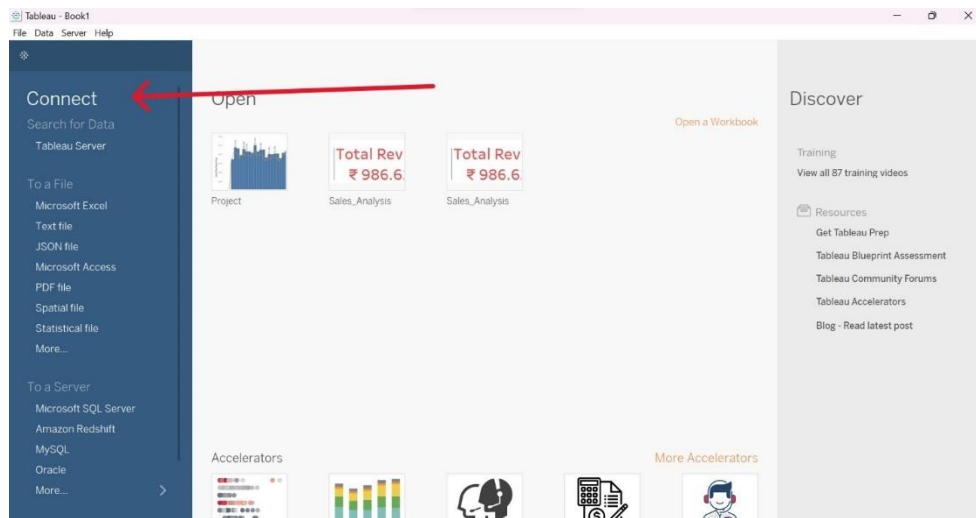 Tableau - Book1
File Data Server Help
Connect
Search for Data
Tableau Server
To a File
Microsoft Excel
Text file
JSON file
Microsoft Access
PDF file
Spatial file
Statistical file
More...
To a Server
Microsoft SQL Server
Amazon Redshift
MySQL
Oracle
More...
Open
Open a Workbook
Total Rev
₹ 986.6
Total Rev
₹ 986.6
Project
Sales_Analysis
Sales_Analysis
Accelerators
More Accelerators
Discover
Training
View all 87 training videos
Resources
Get Tableau Prep
Tableau Blueprint Assessment
Tableau Community Forums
Tableau Accelerators
Blog - Read latest post